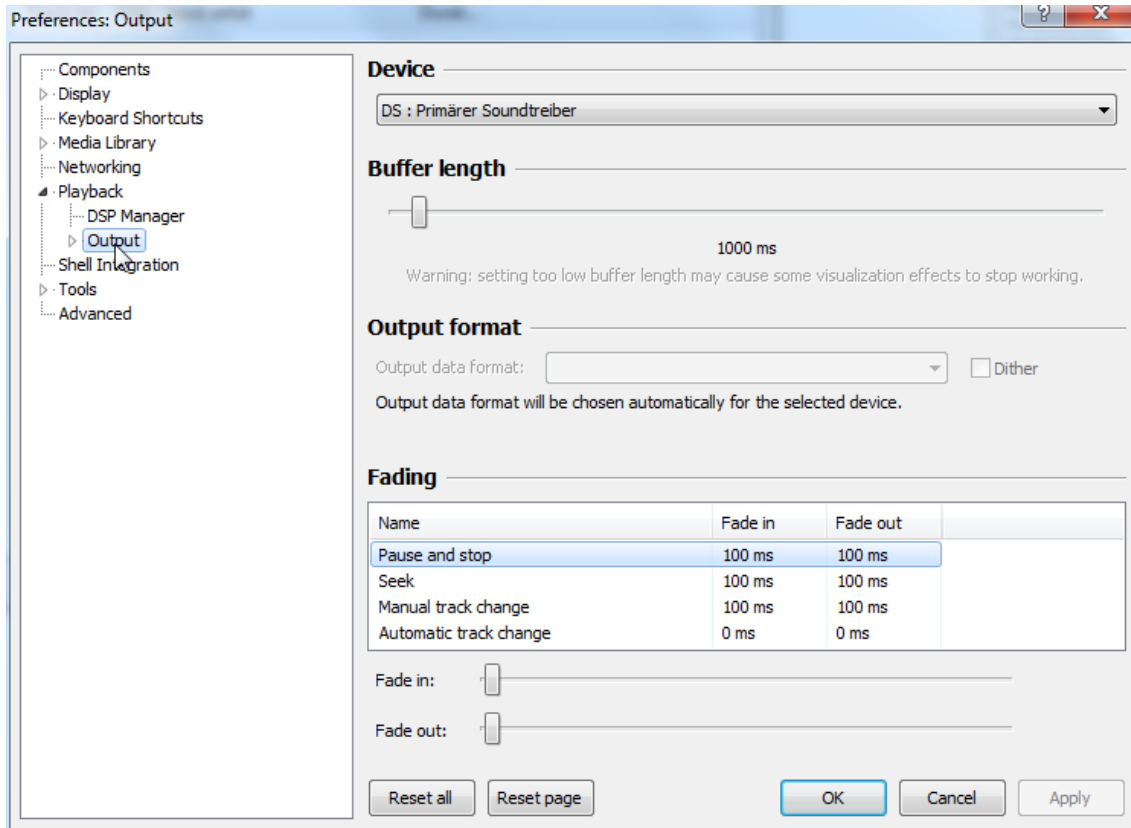 Preferences: Output
?
X
Components
Display
Keyboard Shortcuts
Media Library
Networking
Playback
DSP Manager
Output
Shell Integration
Tools
Advanced
Device
DS : Primärer Soundtreiber
Buffer length
1000 ms
Warning: setting too low buffer length may cause some visualization effects to stop working.
Output format
Output data format:
Dither
Output data format will be chosen automatically for the selected device.
Fading
Name Fade in Fade out
Pause and stop 100 ms 100 ms
Seek 100 ms 100 ms
Manual track change 100 ms 100 ms
Automatic track change 0 ms 0 ms
Fade in:
Fade out:
Reset all Reset page OK Cancel Apply